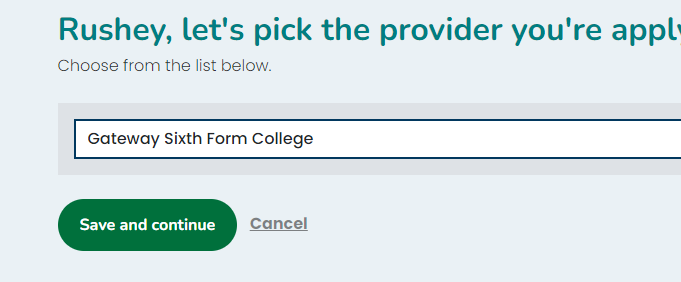 Rushey, let's pick the provider you're
Choose from the list below.
Gateway Sixth Form College
Save and continue
Cancel